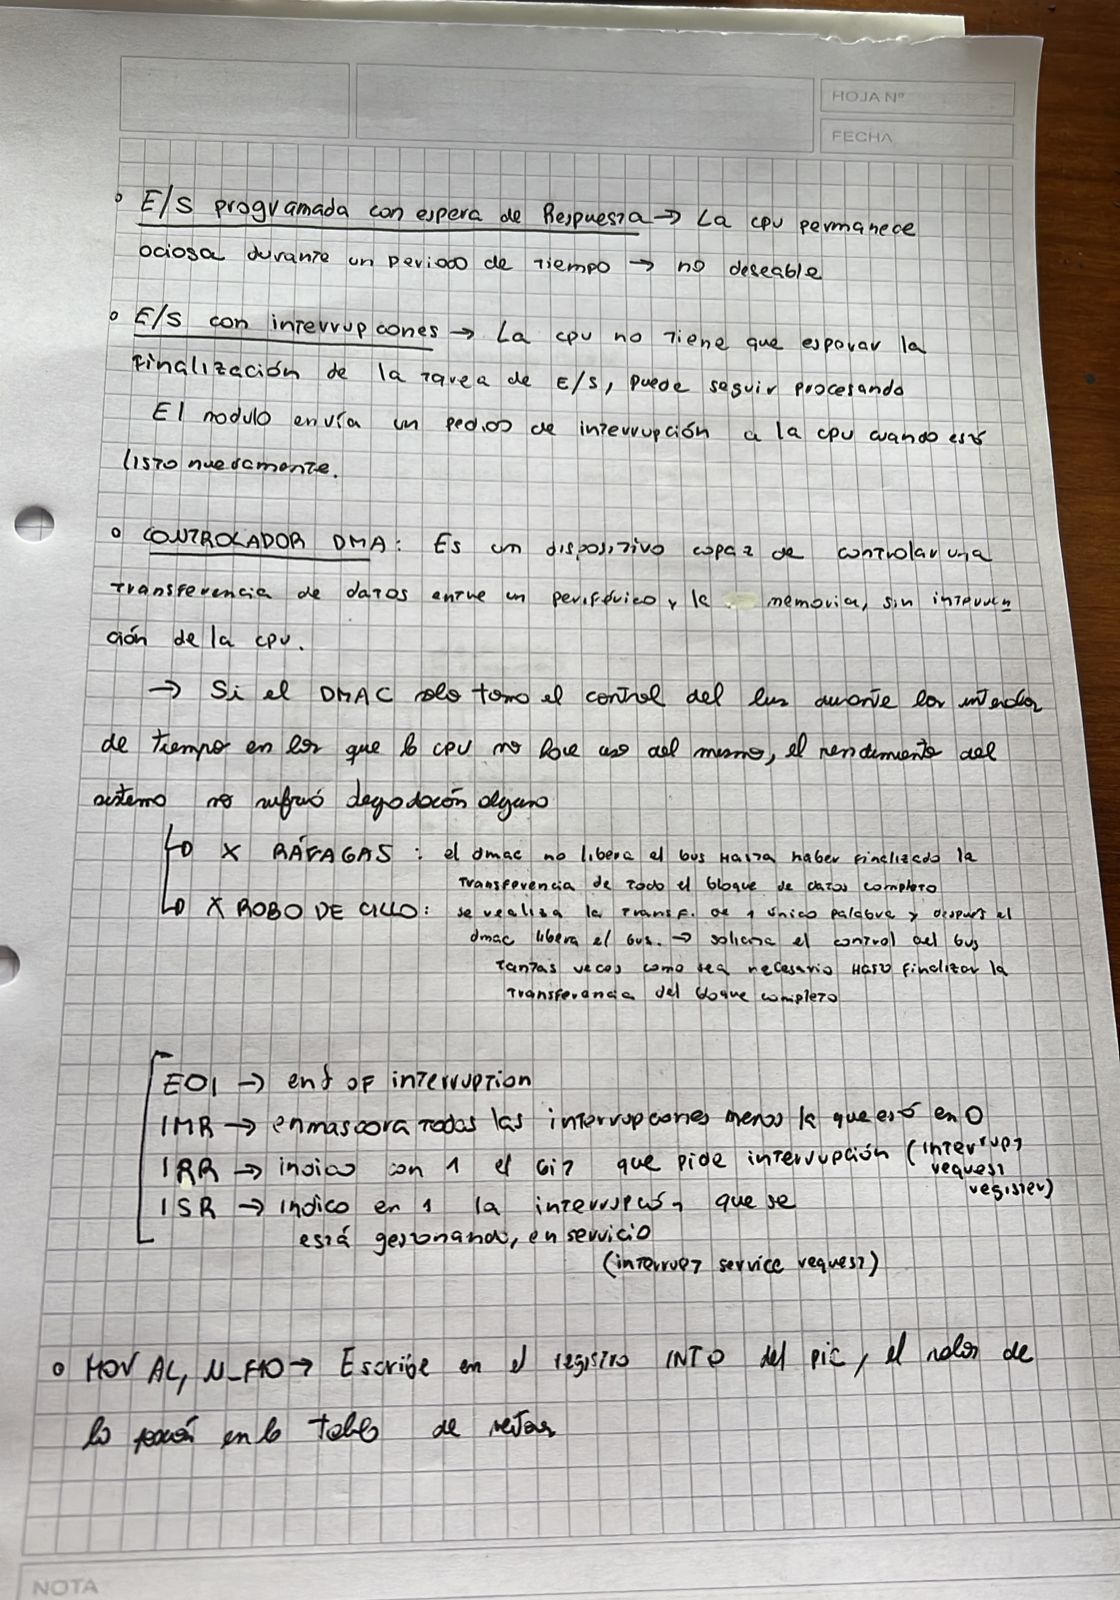 HOJA Nº
FECHA
° E/S programada con espera de Respuesta → La cpu permanece
ociosa durante un periodo de tiempo → no deseable
° E/S con interrupciones → La cpu no tiene que esperar la
finalización de la tarea de E/S, puede seguir procesando
El modulo envía un pedido de interrupción a la cpu cuando esté
listo nuevamente.
° CONTROLADOR DMA: Es un dispositivo capaz de controlar una
transferencia de datos entre un periférico y la memoria, sin interven
ción de la cpu.
→ Si el DMAC solo toma el control del bus durante los intervalos
de tiempo en los que la CPU no hace uso del mismo, el rendimiento del
sistema no sufrirá degradación alguna
↳ X RÁFAGAS : el dmac no libera el bus hasta haber finalizado la
transferencia de todo el bloque de datos completo
↳ X ROBO DE CICLO: se realiza la transf. de 1 único palabra y después el
dmac libera el bus. → solicita el control del bus
tantas veces como sea necesario hasta finalizar la
transferencia del bloque completo
EOI → end of interruption
IMR → enmascara todas las interrupciones menos la que está en 0
IRR → indica con 1 el bit que pide interrupción (interrupt
request
register)
ISR → indica en 1 la interrupción que se
está gestionando, en servicio
(interrupt service request)
° MOV AL, N_F10 → Escribe en el registro INT0 del pic, el valor de
la en la tabla de
NOTA